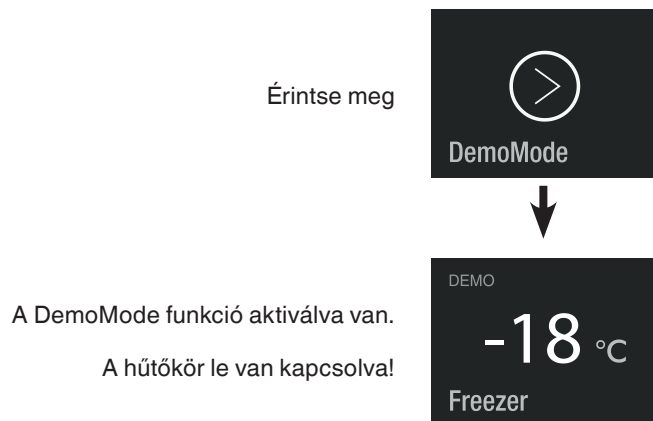 Érintse meg
DemoMode
DEMO
A DemoMode funkció aktiválva van.
-18 °C
A hűtőkör le van kapcsolva!
Freezer